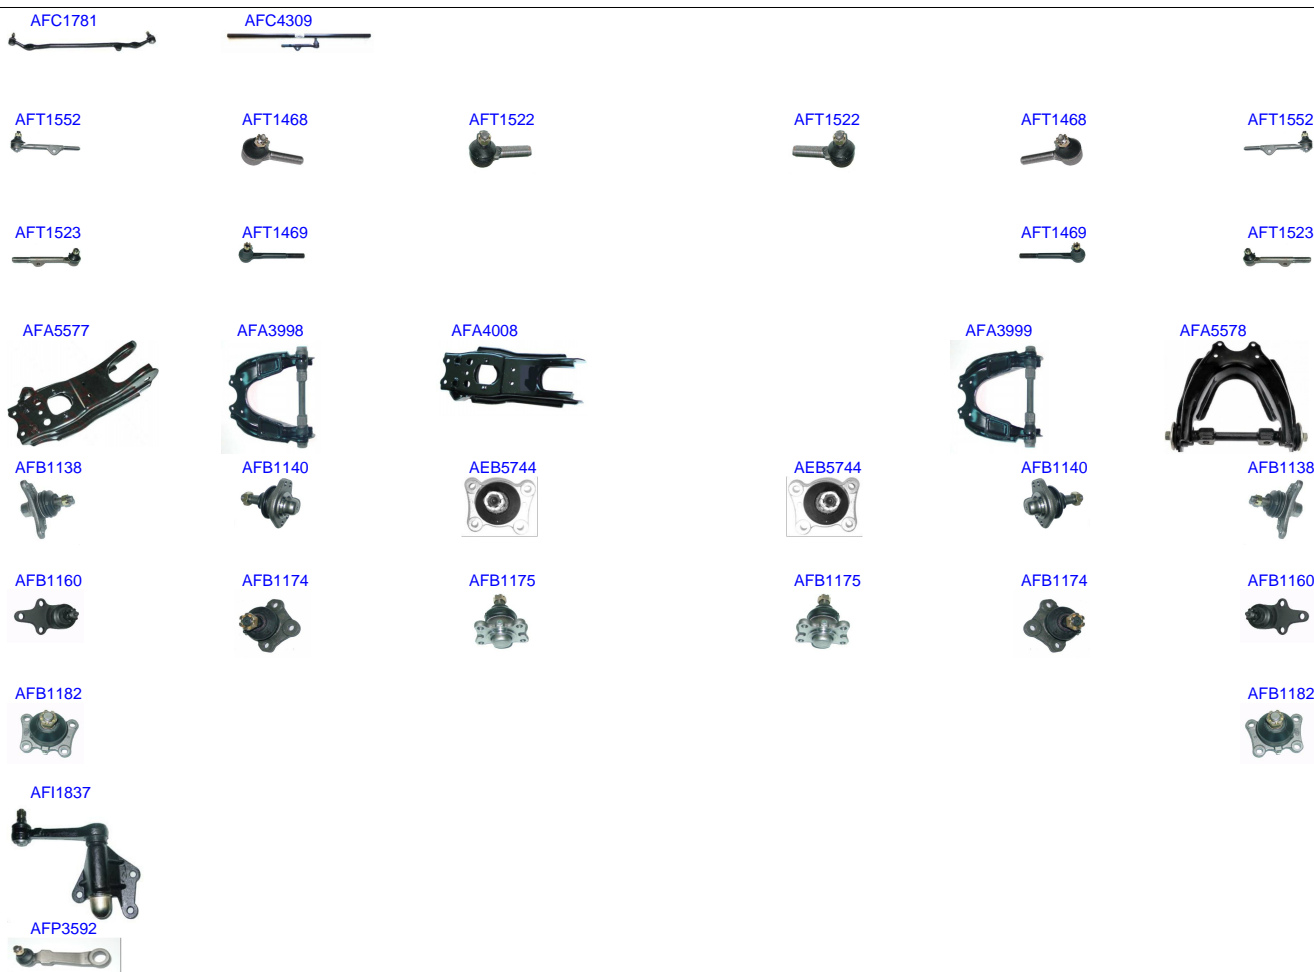 AFC1781 AFC4309
AFT1552 AFT1468 AFT1522 AFT1522 AFT1468 AFT1552
AFT1523 AFT1469 AFT1469 AFT1523
AFA5577 AFA3998 AFA4008 AFA3999 AFA5578
AFB1138 AFB1140 AEB5744 AEB5744 AFB1140 AFB1138
AFB1160 AFB1174 AFB1175 AFB1175 AFB1174 AFB1160
AFB1182 AFB1182
AFI1837
AFP3592